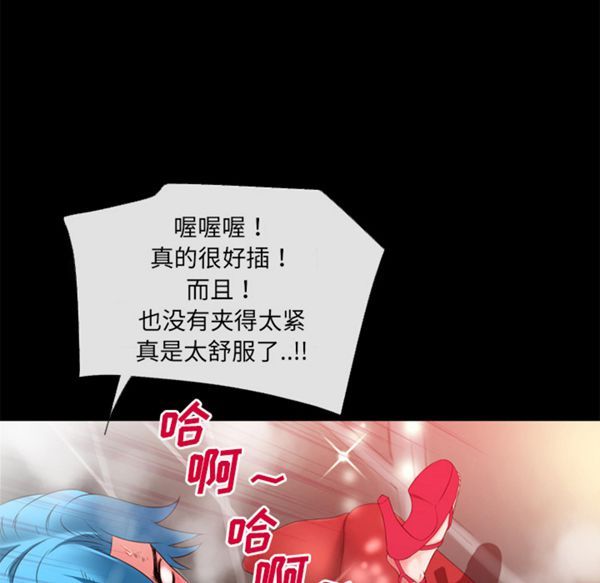 喔喔喔！
真的很好插！
而且！
也没有夹得太紧
真是太舒服了..!!
哈
啊~
哈
啊